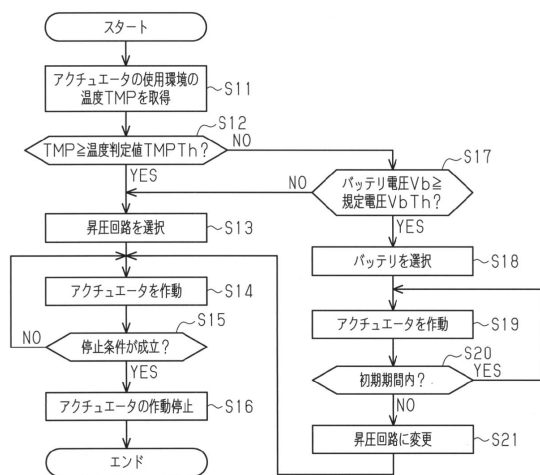 スタート
アクチュエータの使用環境の
温度TMPを取得
S11
S12
TMP≧温度判定値TMPTh?
NO
YES
S17
バッテリ電圧Vb≧
規定電圧VbTh?
NO
YES
昇圧回路を選択
S13
バッテリを選択
S18
アクチュエータを作動
S14
アクチュエータを作動
S19
S15
停止条件が成立?
NO
YES
S20
初期期間内?
YES
NO
アクチュエータの作動停止
S16
昇圧回路に変更
S21
エンド